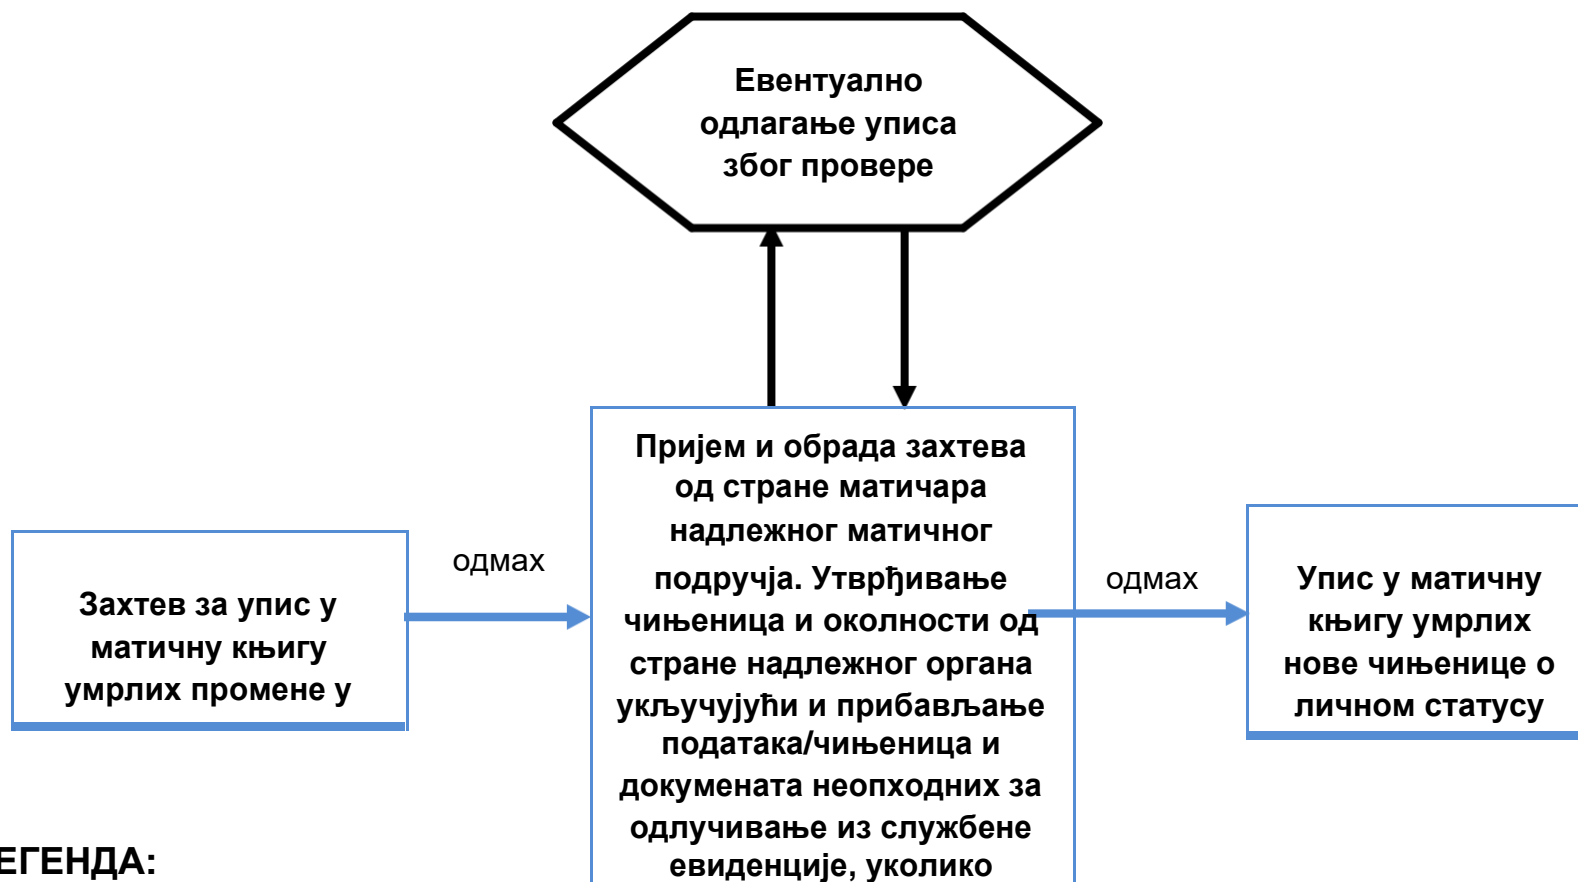 Евентуално
одлагање уписа
због провере
Захтев за упис у
матичну књигу
умрлих промене у
одмах
Пријем и обрада захтева
од стране матичара
надлежног матичног
подручја. Утврђивање
чињеница и околности од
стране надлежног органа
укључујући и прибављање
података/чињеница и
докумената неопходних за
одлучивање из службене
евиденције, уколико
одмах
Упис у матичну
књигу умрлих
нове чињенице о
личном статусу
ЕГЕНДА: